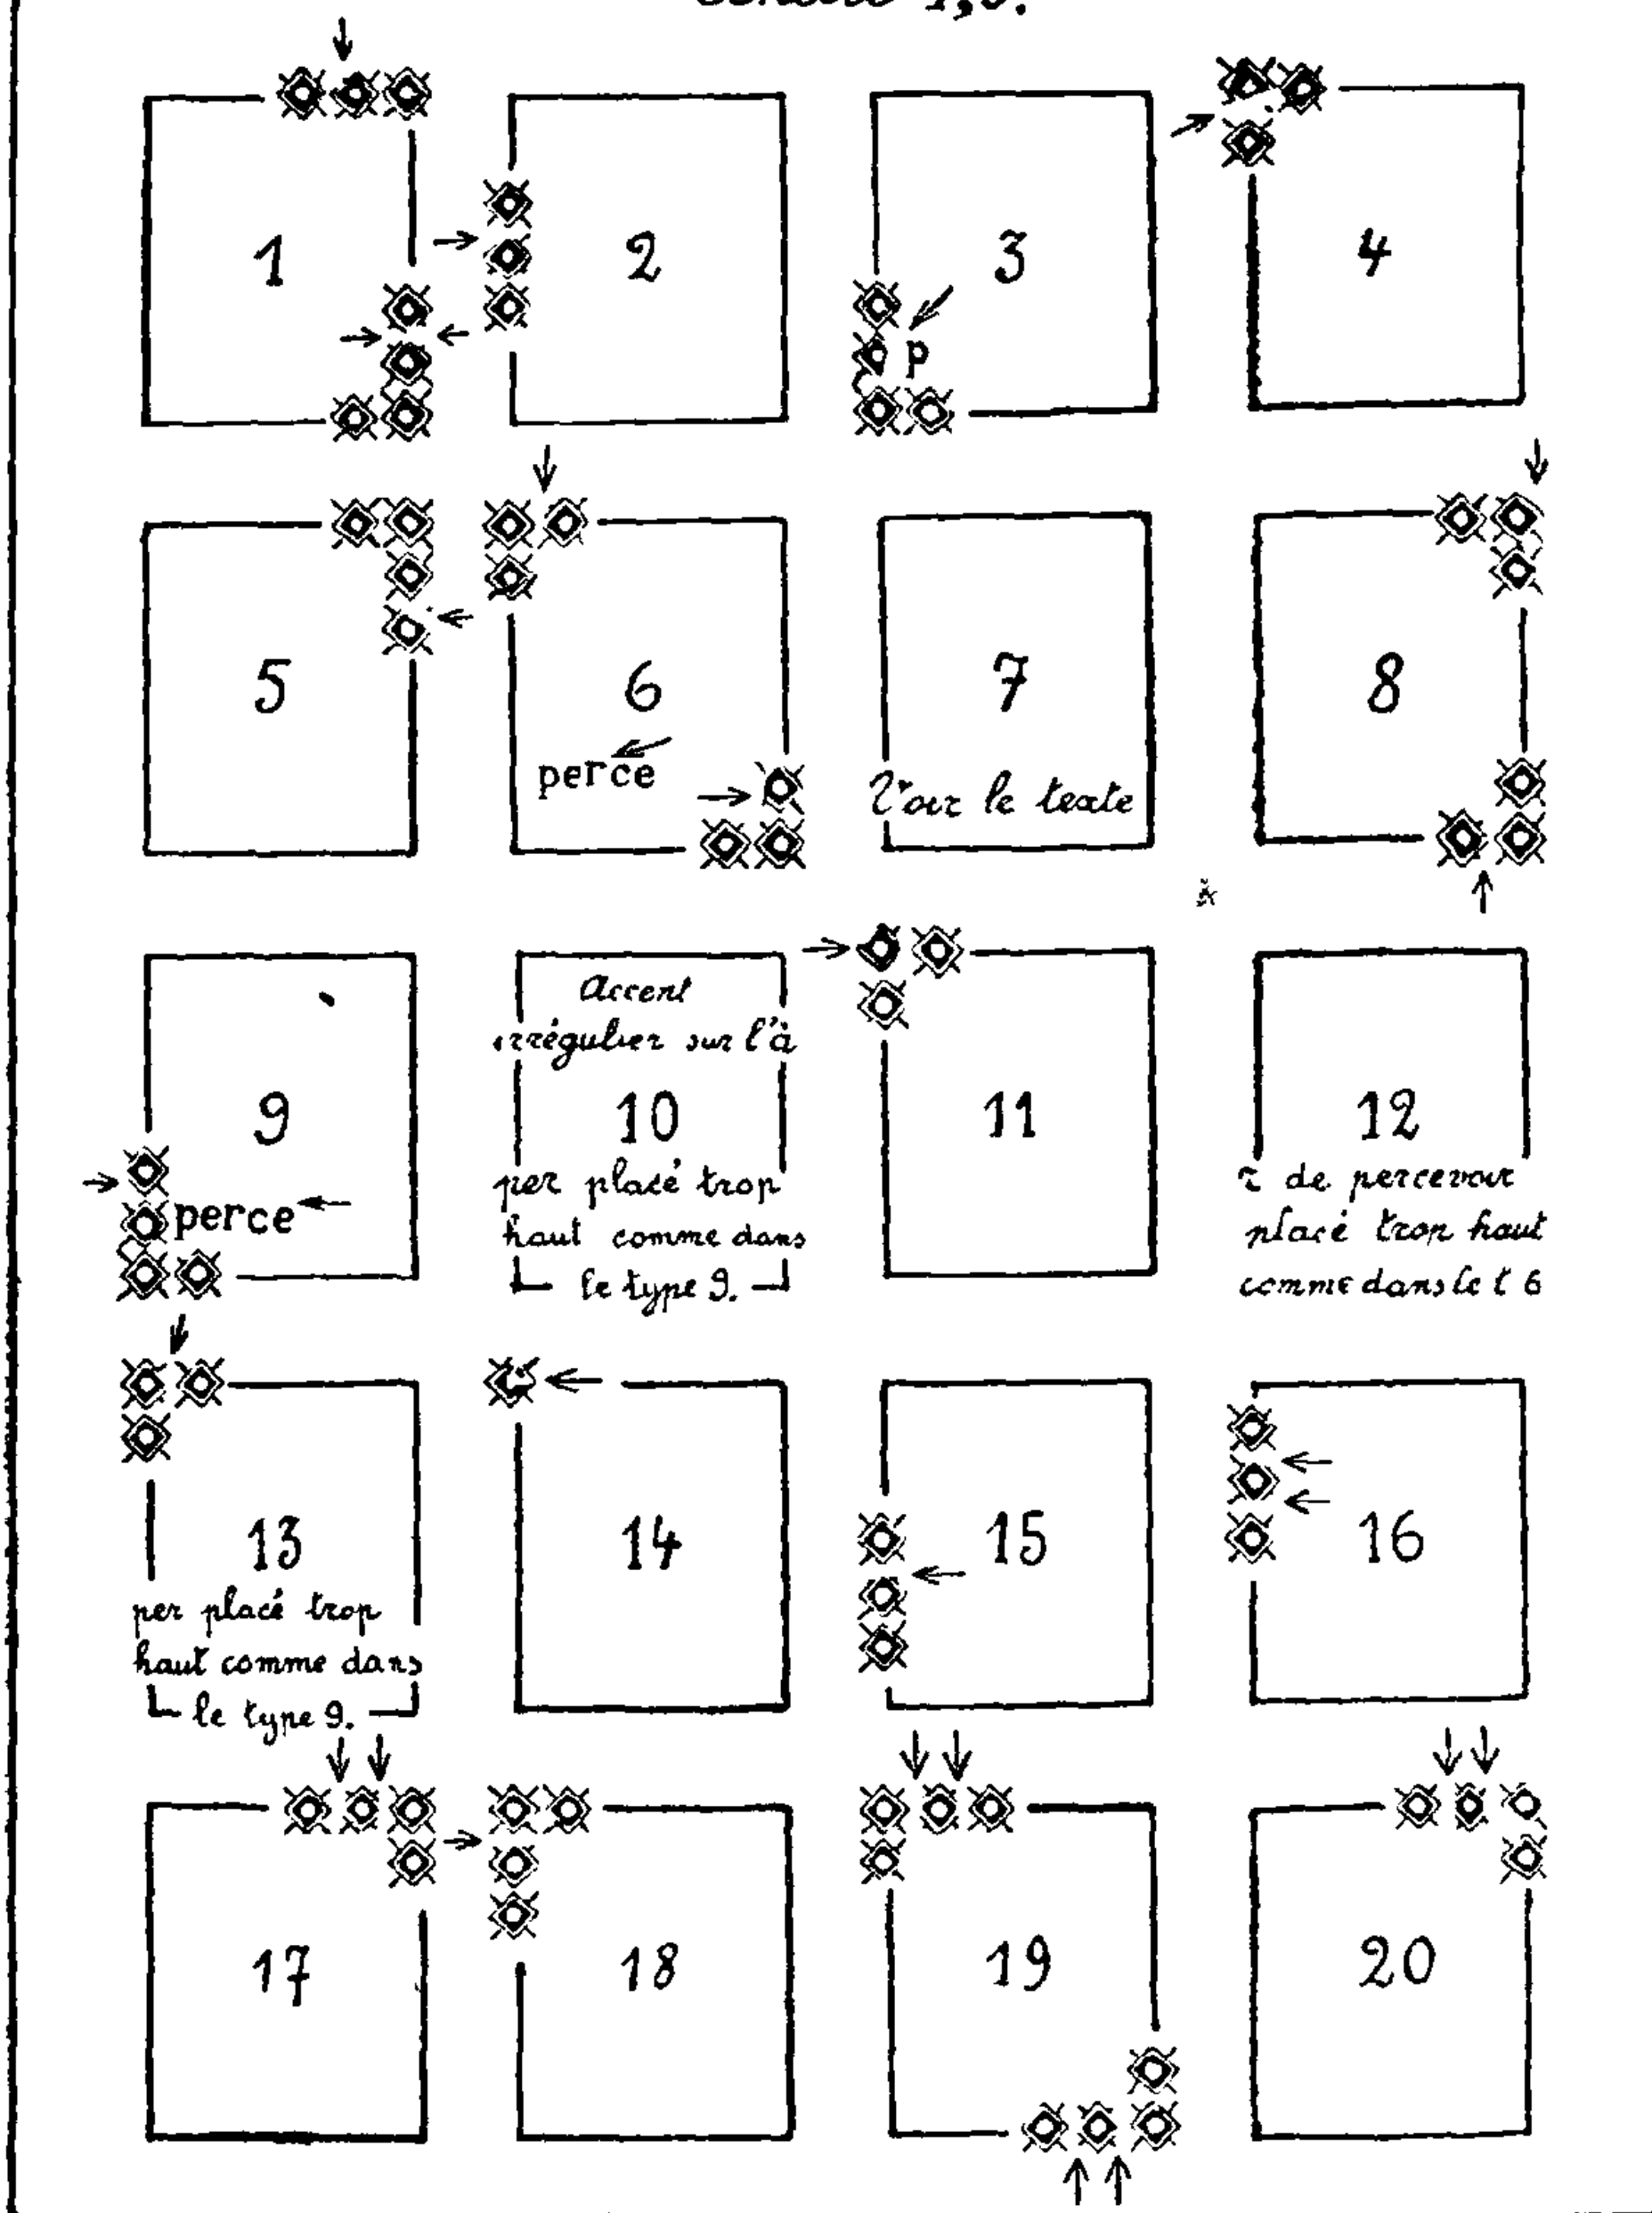 1
2
3
4
p
5
6
7
8
perce
Voir le texte
9
10
11
12
Accent
irrégulier sur l'à
perce
per placé trop
haut comme dans
le type 9.
r de percevoir
placé trop haut
comme dans le t 6
13
14
15
16
per placé trop
haut comme dans
le type 9.
17
18
19
20